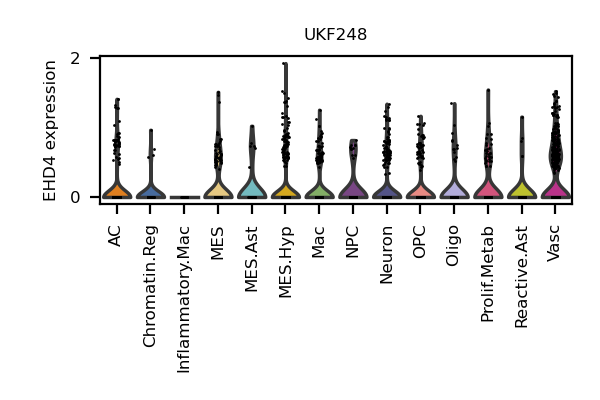 UKF248
EHD4 expression
2
0
AC
Chromatin.Reg
Inflammatory.Mac
MES
MES.Ast
MES.Hyp
Mac
NPC
Neuron
OPC
Oligo
Prolif.Metab
Reactive.Ast
Vasc